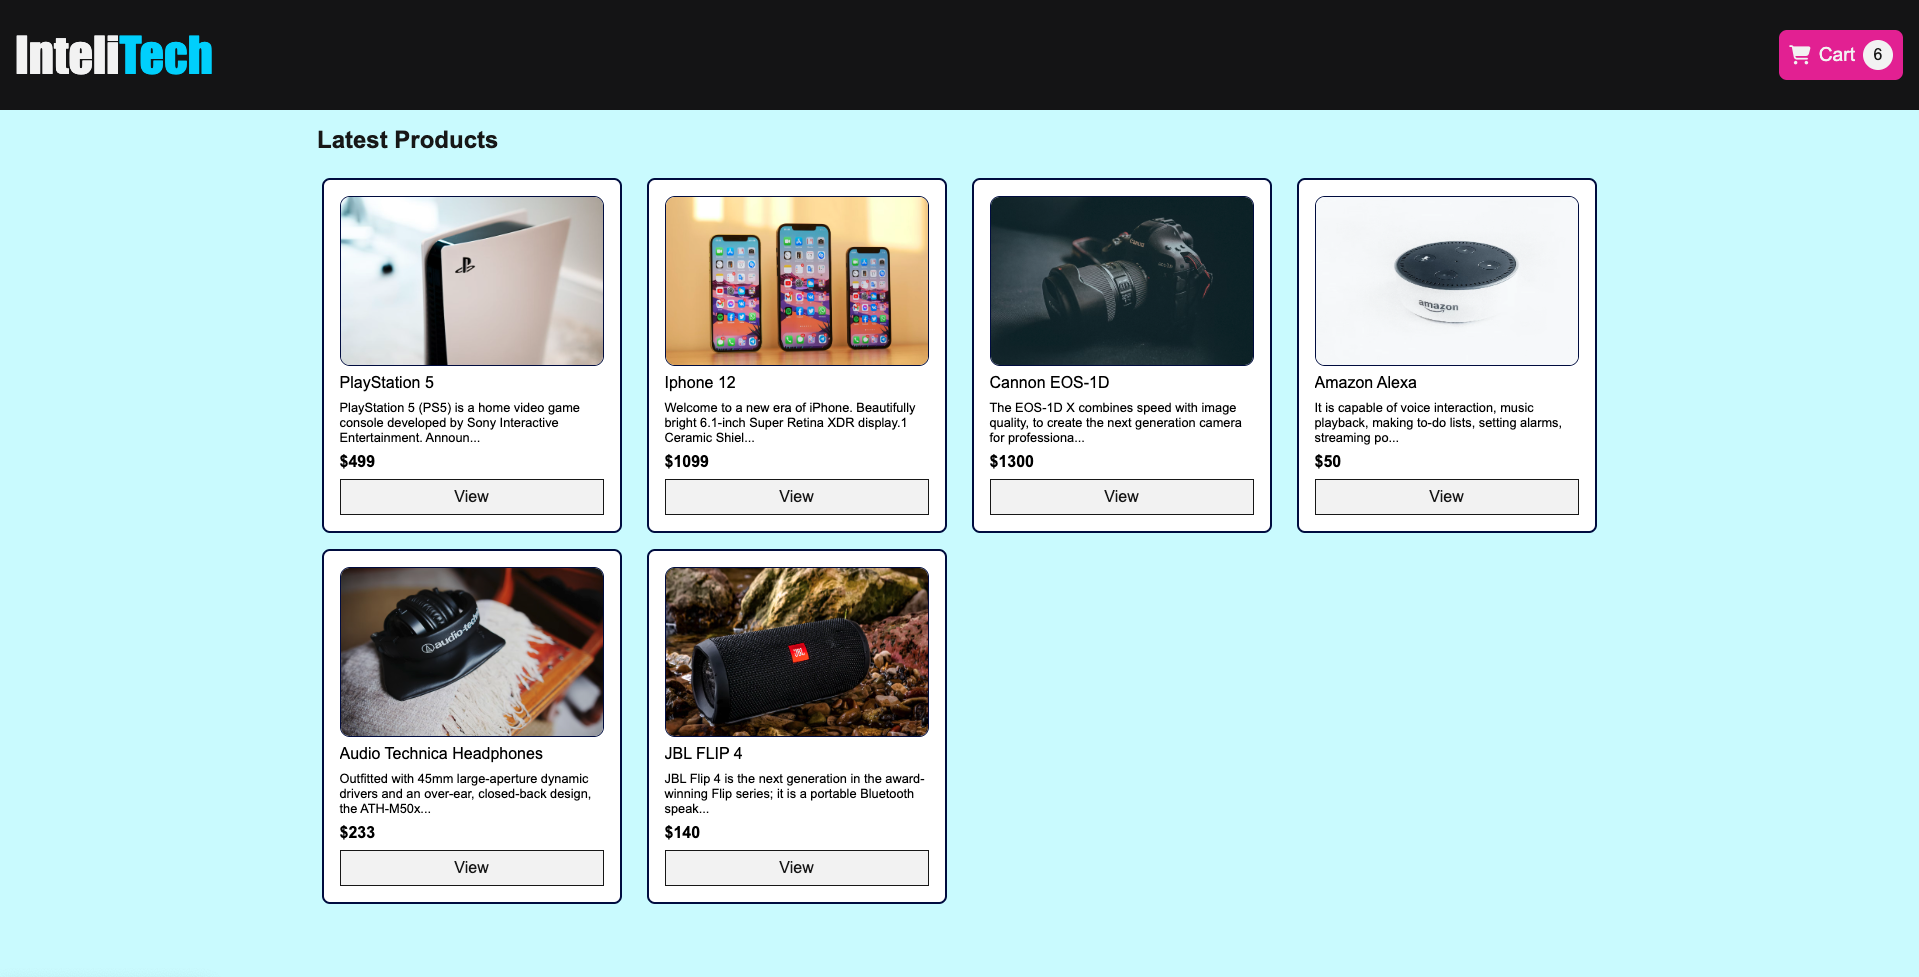 InteliTech
Cart 6
Latest Products
PlayStation 5
PlayStation 5 (PS5) is a home video game
console developed by Sony Interactive
Entertainment. Announ...
$499
View
Iphone 12
Welcome to a new era of iPhone. Beautifully
bright 6.1-inch Super Retina XDR display.1
Ceramic Shiel...
$1099
View
Canon
Cannon EOS-1D
The EOS-1D X combines speed with image
quality, to create the next generation camera
for professiona...
$1300
View
amazon
Amazon Alexa
It is capable of voice interaction, music
playback, making to-do lists, setting alarms,
streaming po...
$50
View
audio-tech
Audio Technica Headphones
Outfitted with 45mm large-aperture dynamic
drivers and an over-ear, closed-back design,
the ATH-M50x...
$233
View
JBL
JBL FLIP 4
JBL Flip 4 is the next generation in the award-
winning Flip series; it is a portable Bluetooth
speak...
$140
View